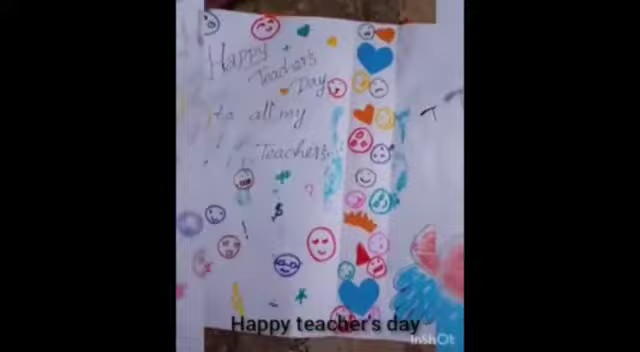 Happy
Teacher's
Day
to all my
Teachers.
Happy teacher's day
InShOt